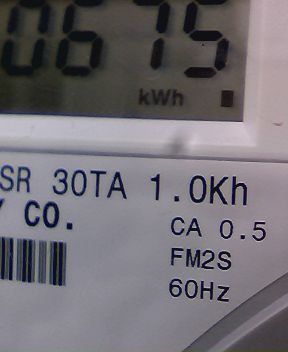 0675
kWh
SR 30TA 1.0Kh
Y CO.
CA 0.5
FM2S
60Hz